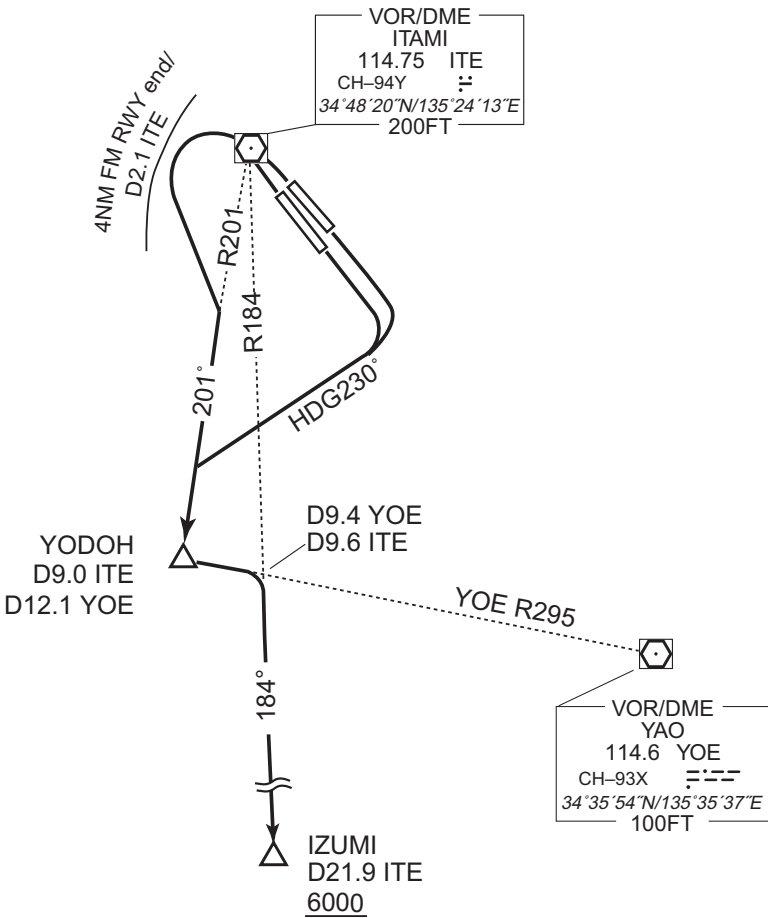 VOR/DME
ITAMI
114.75 ITE
CH–94Y
34°48´20˝N/135°24´13˝E
200FT
4NM FM RWY end/
D2.1 ITE
R201
R184
201°
HDG230°
YODOH
D9.0 ITE
D12.1 YOE
D9.4 YOE
D9.6 ITE
YOE R295
184°
VOR/DME
YAO
114.6 YOE
CH–93X
34°35´54˝N/135°35´37˝E
100FT
IZUMI
D21.9 ITE
6000